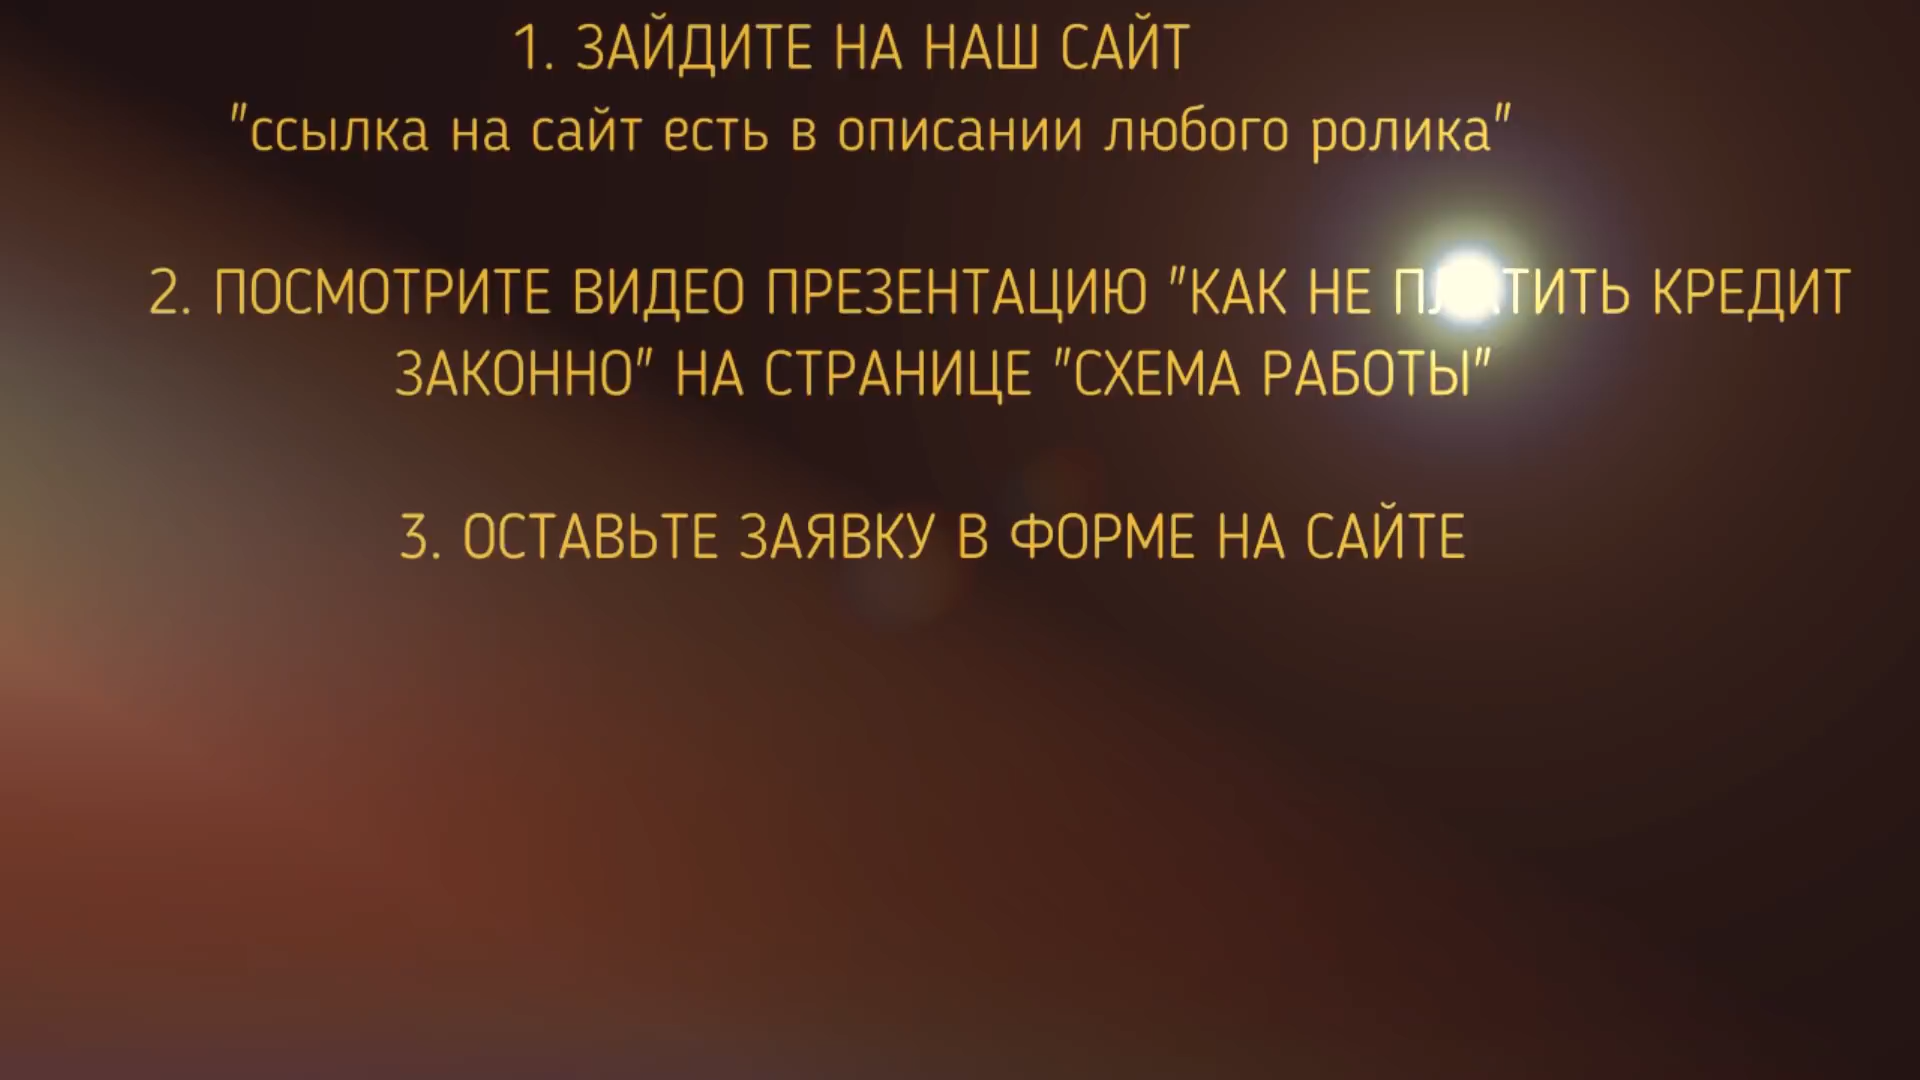 1. ЗАЙДИТЕ НА НАШ САЙТ
"ссылка на сайт есть в описании любого ролика"
2. ПОСМОТРИТЕ ВИДЕО ПРЕЗЕНТАЦИЮ "КАК НЕ ПЛАТИТЬ КРЕДИТ
ЗАКОННО" НА СТРАНИЦЕ "СХЕМА РАБОТЫ"
3. ОСТАВЬТЕ ЗАЯВКУ В ФОРМЕ НА САЙТЕ